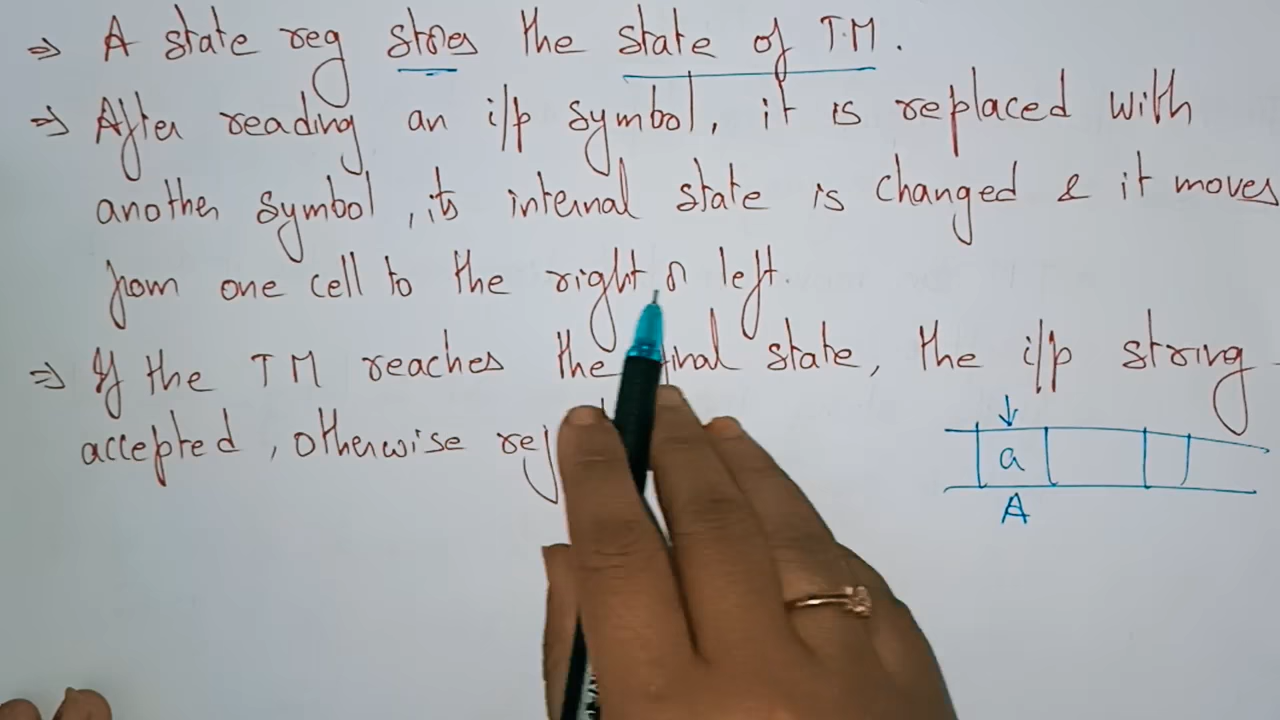 ⇒ A state reg stores the state of T.M.
⇒ After reading an i/p symbol, it is replaced with
another symbol, its internal state is changed & it moves
from one cell to the right or left.
⇒ If the TM reaches the final state, the i/p string
accepted, otherwise rej
a
A